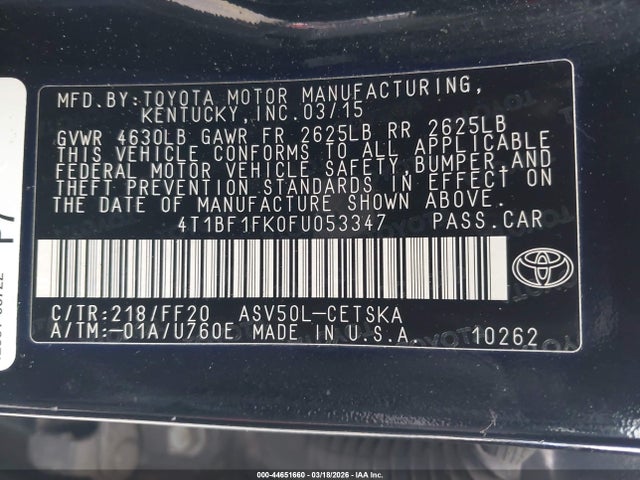 MFD.BY:TOYOTA MOTOR MANUFACTURING,
KENTUCKY,INC.03/15
GVWR 4630LB GAWR FR 2625LB RR 2625LB
THIS VEHICLE CONFORMS TO ALL APPLICABLE
FEDERAL MOTOR VEHICLE SAFETY,BUMPER,AND
THEFT PREVENTION STANDARDS IN EFFECT ON
THE DATE OF MANUFACTURE SHOWN ABOVE.
4T1BF1FK0FU053347 PASS.CAR
C/TR:218/FF20 ASV50L-CETSKA
A/TM:-01A/U760E MADE IN U.S.A. 10262
000-44651660 - 03/18/2026 - IAA Inc.